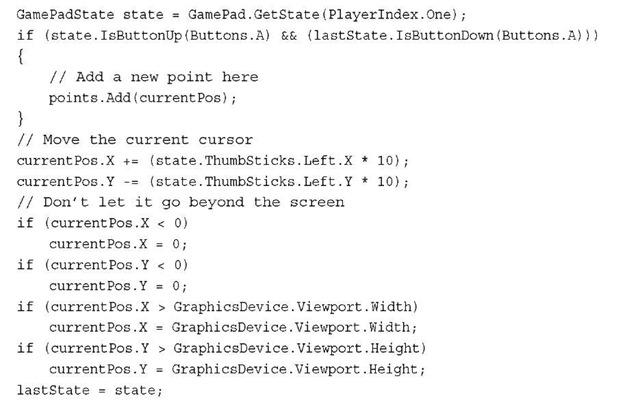 GamePadState state = GamePad.GetState(PlayerIndex.One);
if (state.IsButtonUp(Buttons.A) && (lastState.IsButtonDown(Buttons.A)))
{
    // Add a new point here
    points.Add(currentPos);
}
// Move the current cursor
currentPos.X += (state.ThumbSticks.Left.X * 10);
currentPos.Y -= (state.ThumbSticks.Left.Y * 10);
// Don't let it go beyond the screen
if (currentPos.X < 0)
    currentPos.X = 0;
if (currentPos.Y < 0)
    currentPos.Y = 0;
if (currentPos.X > GraphicsDevice.Viewport.Width)
    currentPos.X = GraphicsDevice.Viewport.Width;
if (currentPos.Y > GraphicsDevice.Viewport.Height)
    currentPos.Y = GraphicsDevice.Viewport.Height;
lastState = state;